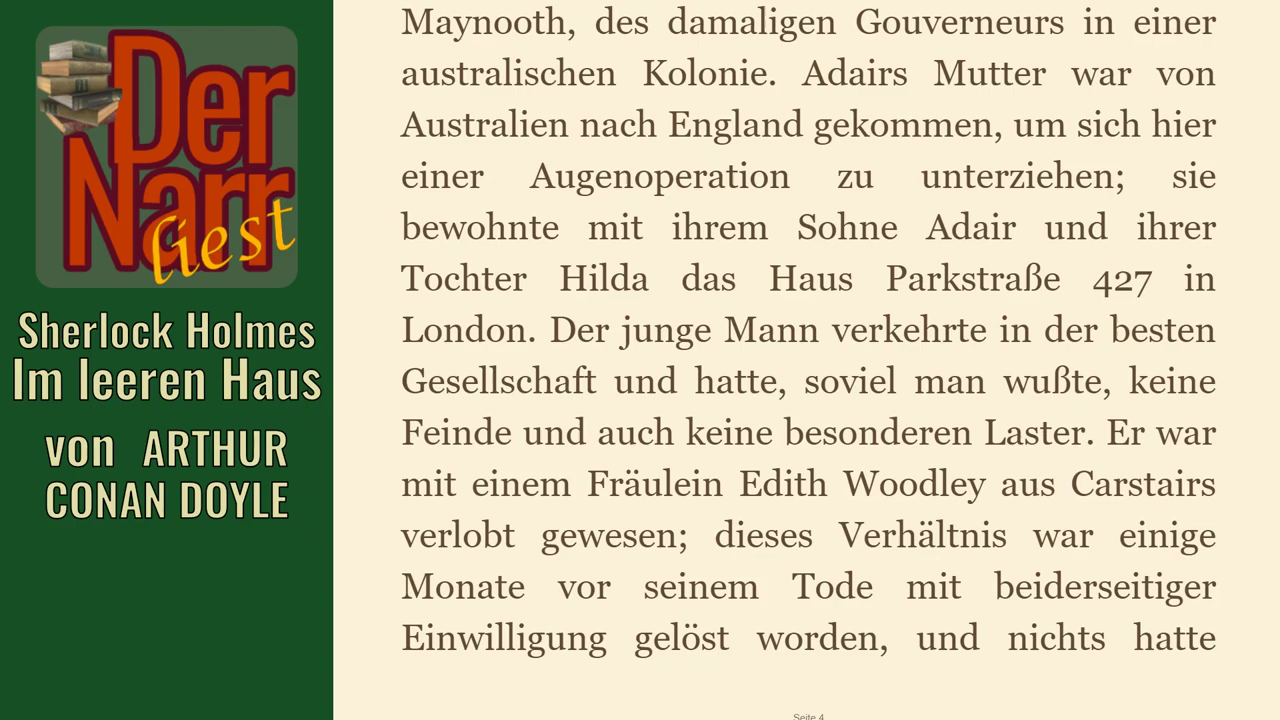 Der
Narr
liest
Sherlock Holmes
Im leeren Haus
von ARTHUR
CONAN DOYLE
Maynooth, des damaligen Gouverneurs in einer
australischen Kolonie. Adairs Mutter war von
Australien nach England gekommen, um sich hier
einer Augenoperation zu unterziehen; sie
bewohnte mit ihrem Sohne Adair und ihrer
Tochter Hilda das Haus Parkstraße 427 in
London. Der junge Mann verkehrte in der besten
Gesellschaft und hatte, soviel man wußte, keine
Feinde und auch keine besonderen Laster. Er war
mit einem Fräulein Edith Woodley aus Carstairs
verlobt gewesen; dieses Verhältnis war einige
Monate vor seinem Tode mit beiderseitiger
Einwilligung gelöst worden, und nichts hatte
Seite 4